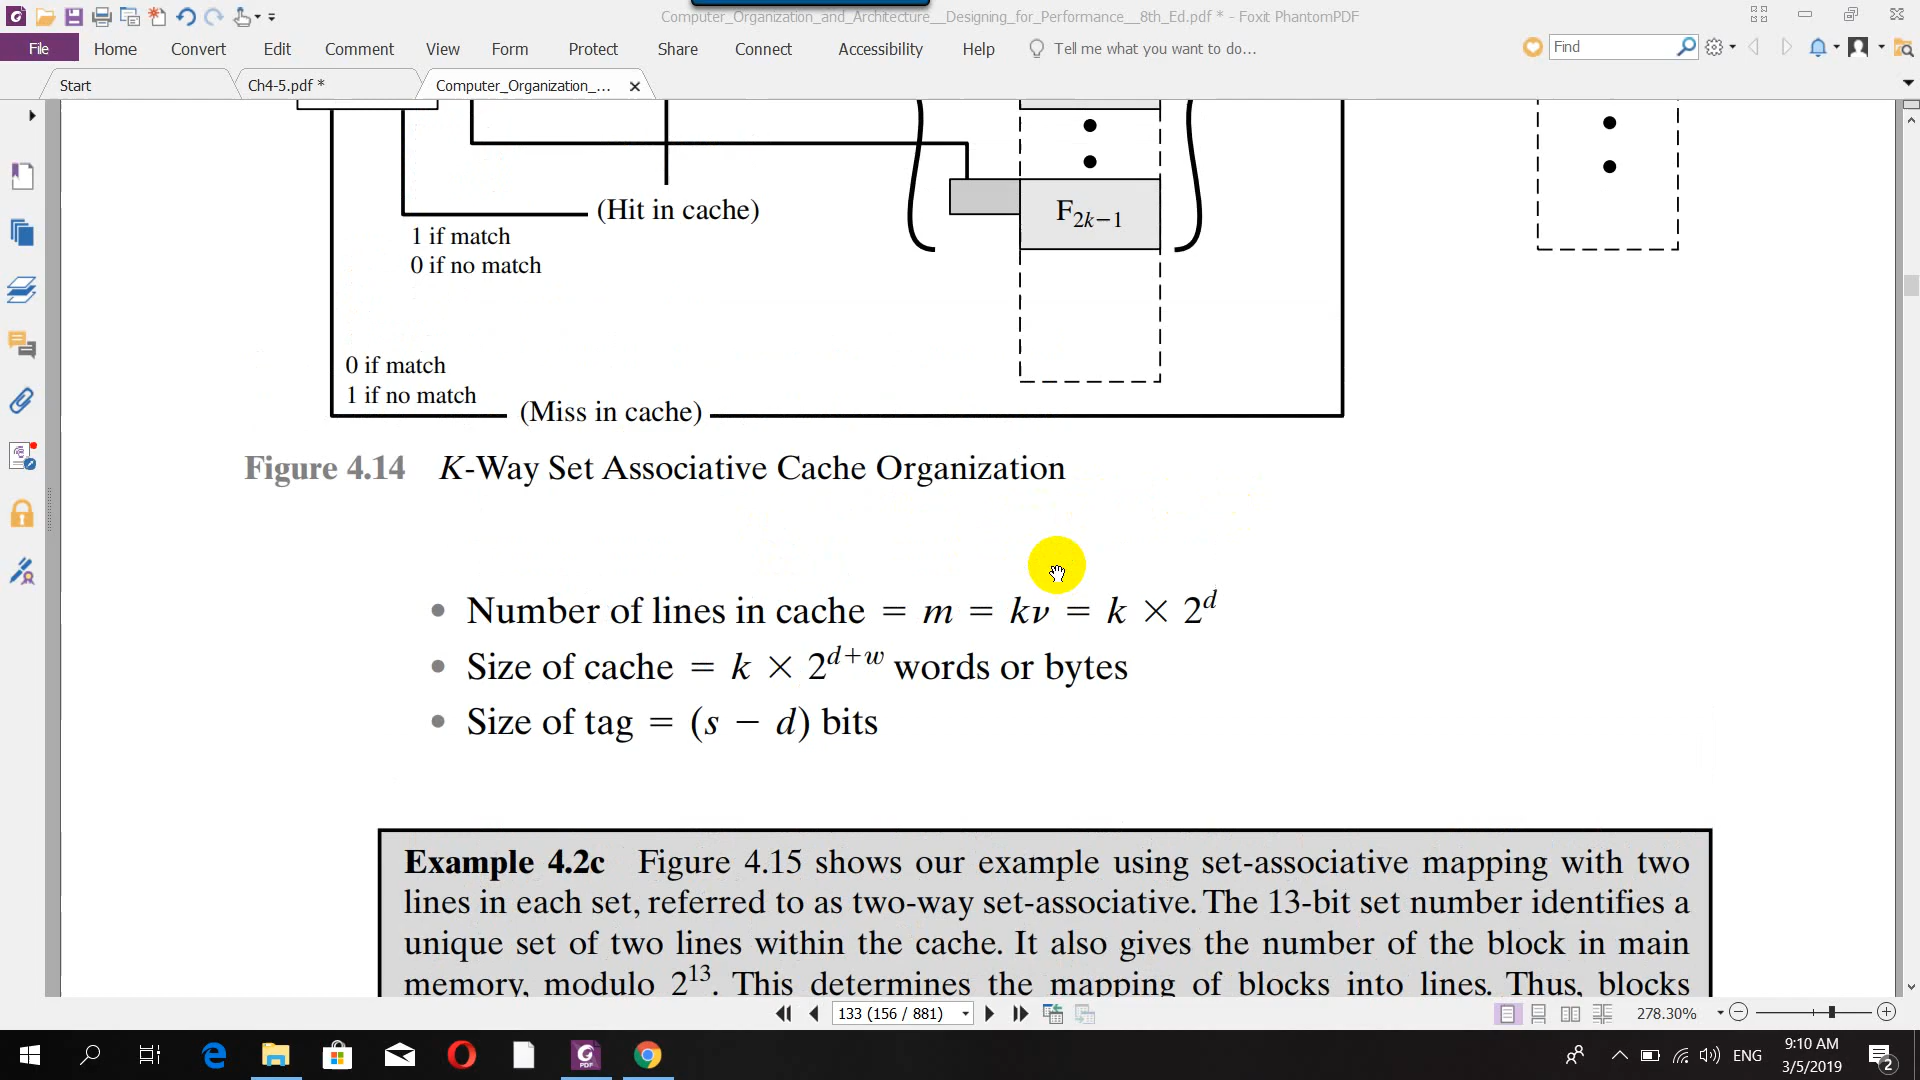 Computer_Organization_and_Architecture__Designing_for_Performance__8th_Ed.pdf * - Foxit PhantomPDF
File Home Convert Edit Comment View Form Protect Share Connect Accessibility Help Tell me what you want to do... Find
Start Ch4-5.pdf * Computer_Organization_...
(Hit in cache)
F2k−1
1 if match
0 if no match
0 if match
1 if no match
(Miss in cache)
Figure 4.14 K-Way Set Associative Cache Organization
• Number of lines in cache = m = kν = k × 2^d
• Size of cache = k × 2^d+w words or bytes
• Size of tag = (s − d) bits
Example 4.2c Figure 4.15 shows our example using set-associative mapping with two
lines in each set, referred to as two-way set-associative. The 13-bit set number identifies a
unique set of two lines within the cache. It also gives the number of the block in main
memory, modulo 2^13. This determines the mapping of blocks into lines. Thus, blocks
133 (156 / 881) 278.30%
ENG 9:10 AM
3/5/2019 2